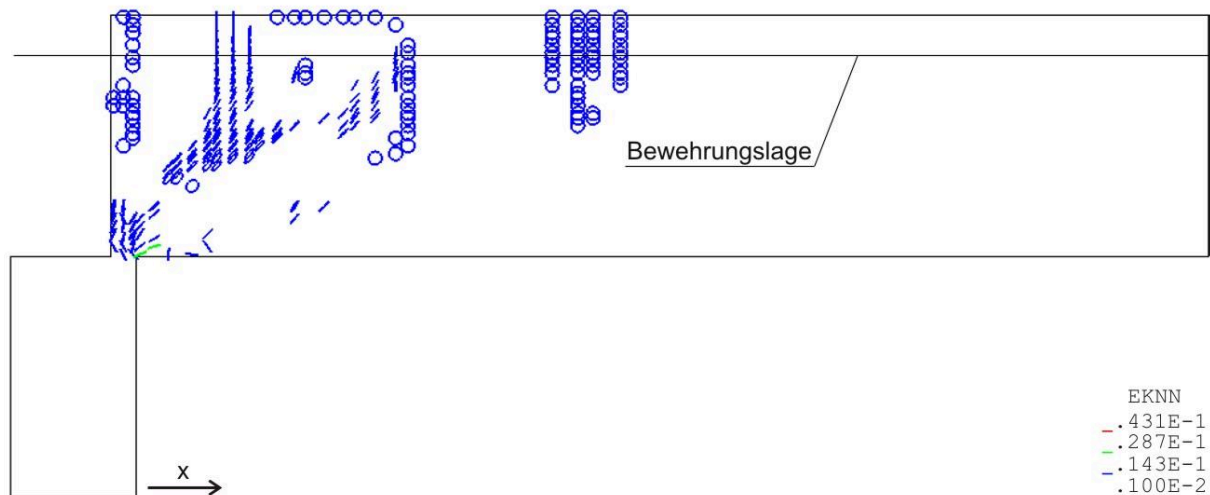 Bewehrungslage
x
EKNN
.431E-1
.287E-1
.143E-1
.100E-2